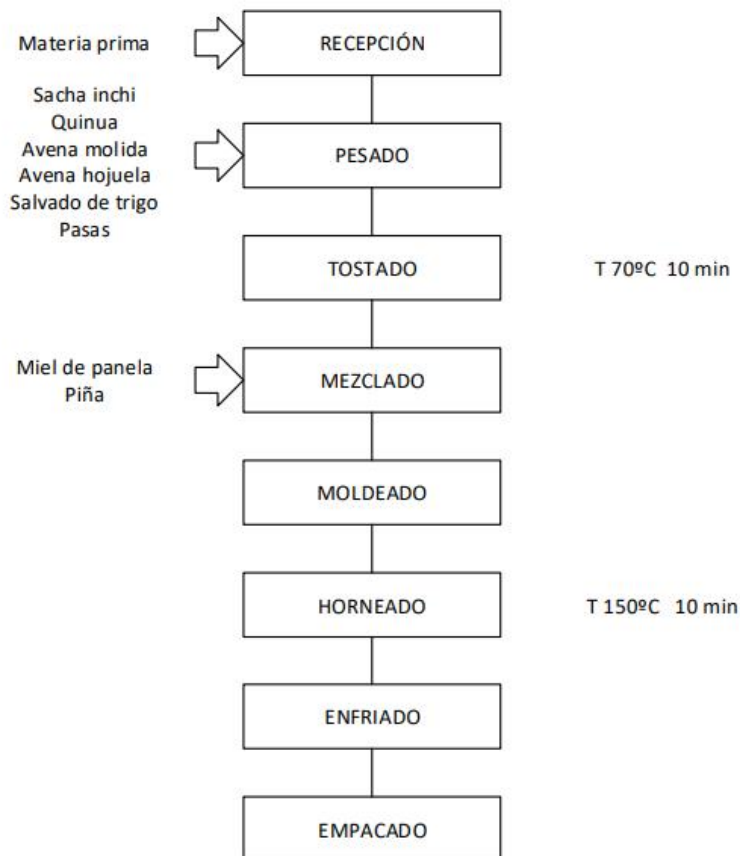 Materia prima
RECEPCIÓN
Sacha inchi
Quinua
Avena molida
Avena hojuela
Salvado de trigo
Pasas
PESADO
TOSTADO
T 70ºC 10 min
Miel de panela
Piña
MEZCLADO
MOLDEADO
HORNEADO
T 150ºC 10 min
ENFRIADO
EMPACADO